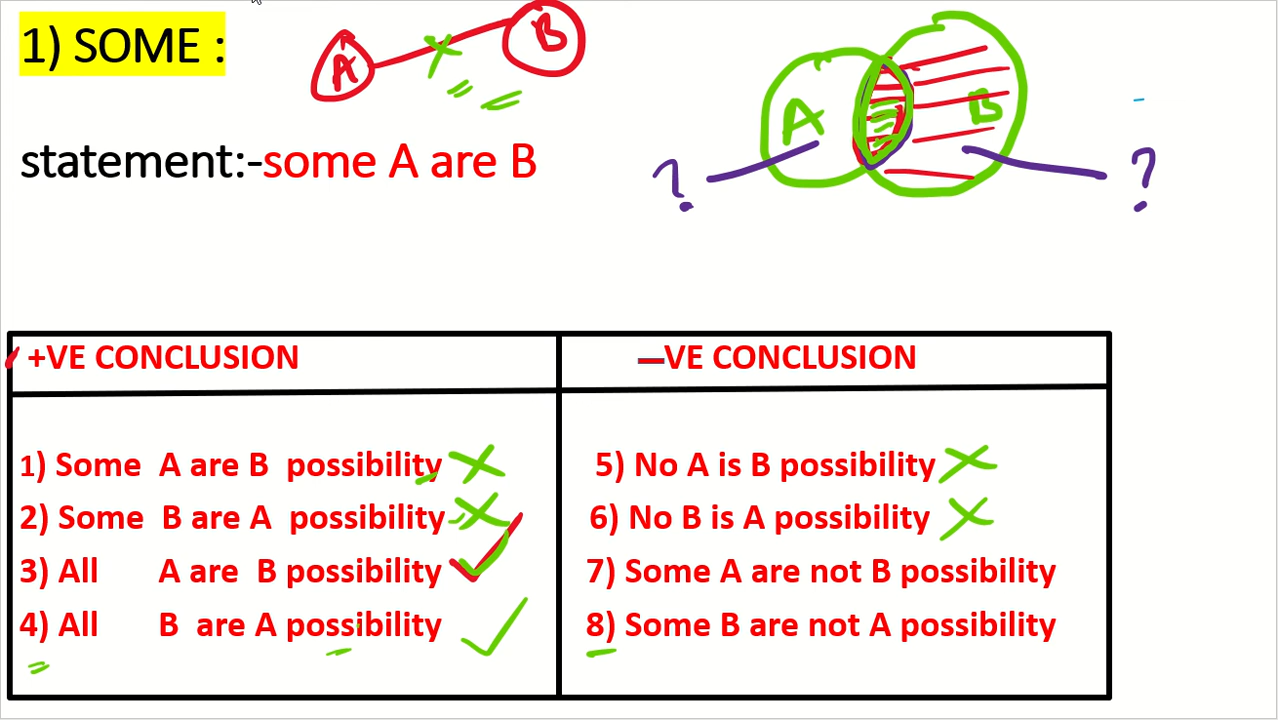 1) SOME :
A B
statement:-some A are B
A B
? ?
+VE CONCLUSION
—VE CONCLUSION
1) Some A are B possibility
2) Some B are A possibility
3) All A are B possibility
4) All B are A possibility
5) No A is B possibility
6) No B is A possibility
7) Some A are not B possibility
8) Some B are not A possibility